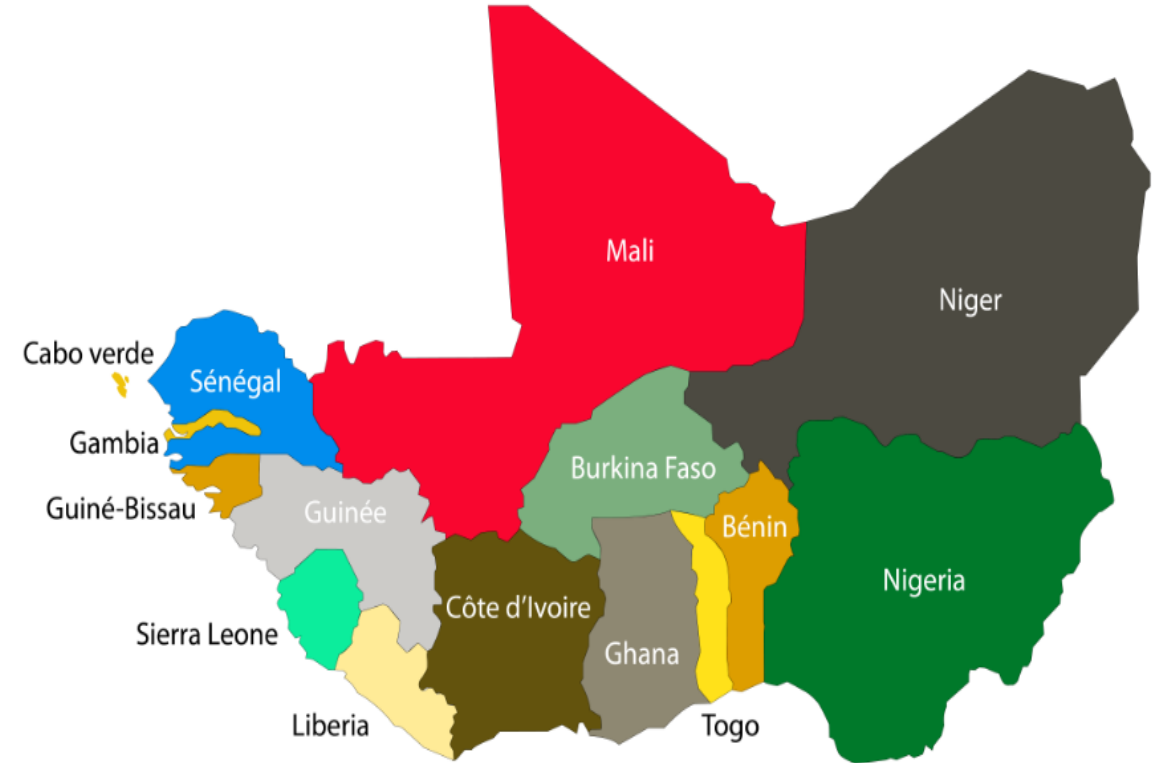 Mali
Niger
Cabo verde
Sénégal
Gambia
Burkina Faso
Guiné-Bissau
Guinée
Bénin
Nigeria
Côte d’Ivoire
Sierra Leone
Ghana
Liberia
Togo